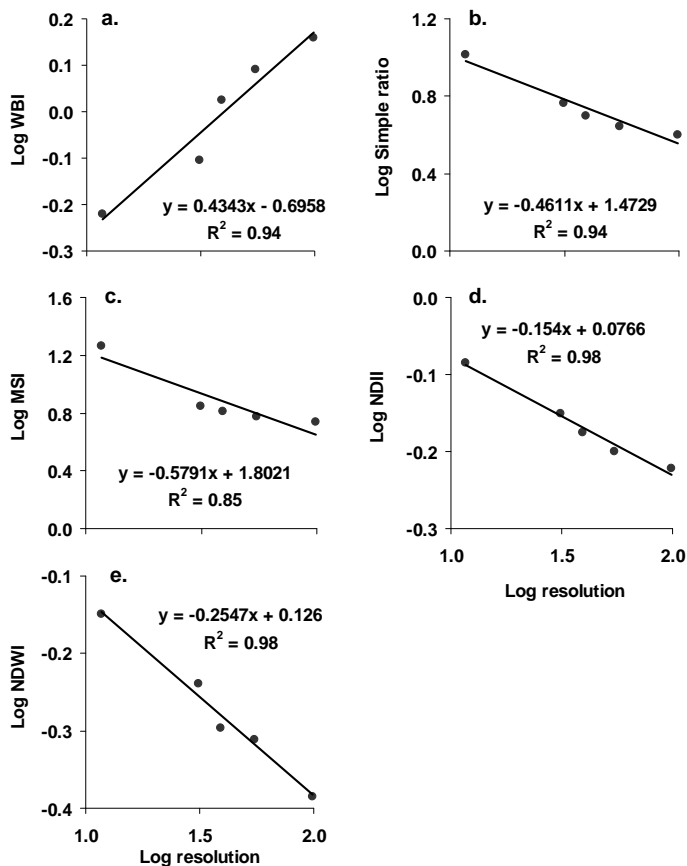 a.
0.2
0.1
0.0
-0.1
-0.2
-0.3
Log WBI
y = 0.4343x - 0.6958
R² = 0.94
b.
1.2
0.8
0.4
0.0
Log Simple ratio
y = -0.4611x + 1.4729
R² = 0.94
c.
1.6
1.2
0.8
0.4
0.0
Log MSI
y = -0.5791x + 1.8021
R² = 0.85
d.
0.0
-0.1
-0.2
-0.3
Log NDII
y = -0.154x + 0.0766
R² = 0.98
1.0 1.5 2.0
Log resolution
e.
-0.1
-0.2
-0.3
-0.4
Log NDWI
y = -0.2547x + 0.126
R² = 0.98
1.0 1.5 2.0
Log resolution